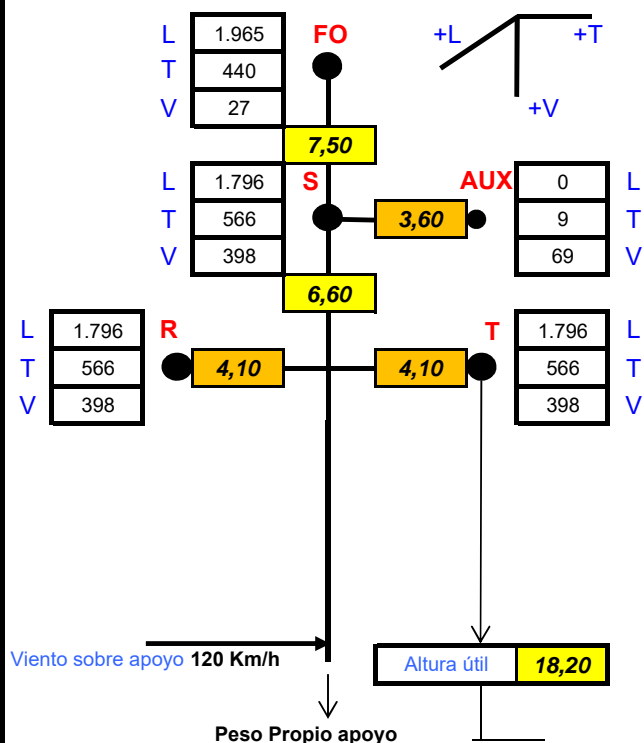 L 1.965 FO +L +T
T 440
V 27 +V
7,50
L 1.796 S AUX 0 L
T 566 3,60 9 T
V 398 69 V
6,60
L 1.796 R T 1.796 L
T 566 4,10 4,10 566 T
V 398 398 V
Viento sobre apoyo 120 Km/h
Altura útil 18,20
Peso Propio apoyo